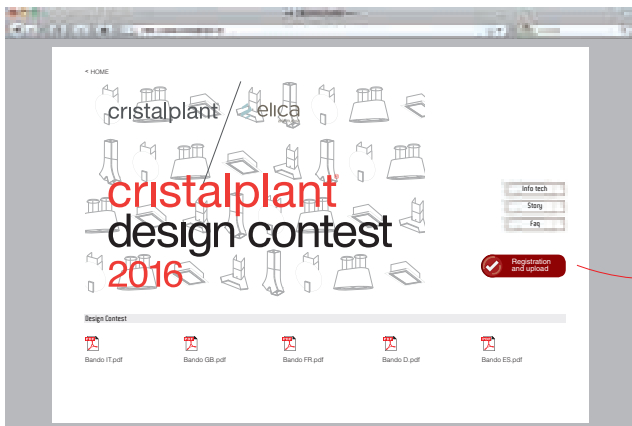 < HOME
cristalplant
elica
cristalplant®
design contest
2016
Info tech
Story
Faq
Registration
and upload
Design Contest
Bando IT.pdf
Bando GB.pdf
Bando FR.pdf
Bando D.pdf
Bando ES.pdf